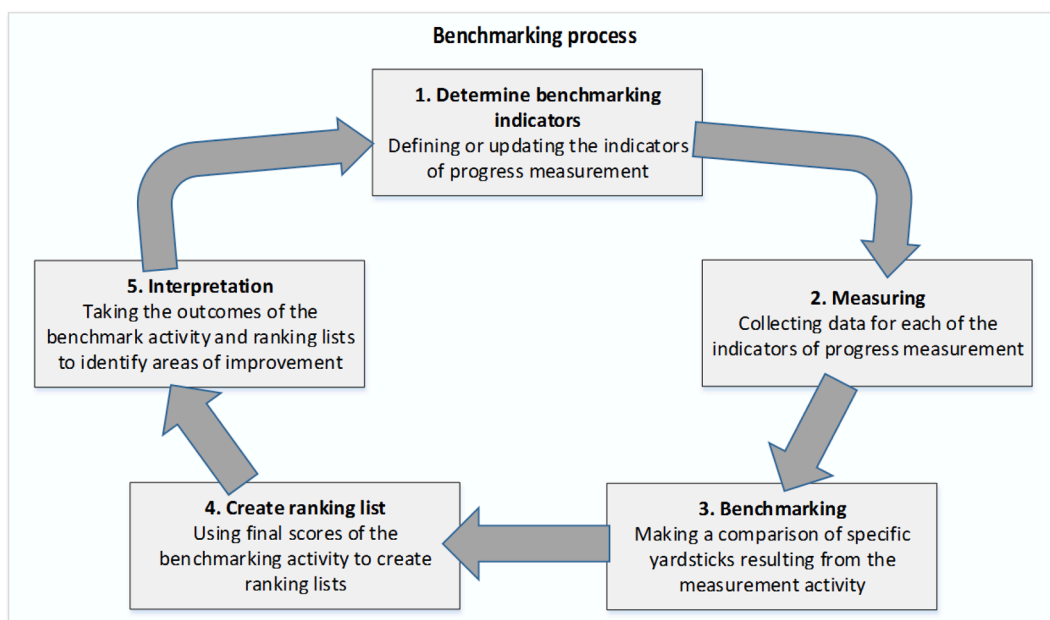 Benchmarking process
1. Determine benchmarking
indicators
Defining or updating the indicators
of progress measurement
2. Measuring
Collecting data for each of the
indicators of progress measurement
3. Benchmarking
Making a comparison of specific
yardsticks resulting from the
measurement activity
4. Create ranking list
Using final scores of the
benchmarking activity to create
ranking lists
5. Interpretation
Taking the outcomes of the
benchmark activity and ranking lists
to identify areas of improvement